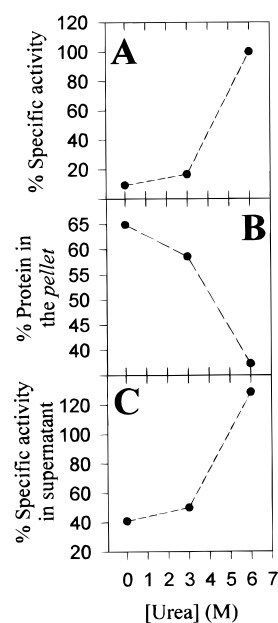 120
100
80
60
40
20
% Specific activity
A
65
60
55
50
45
40
% Protein in
the pellet
B
120
100
80
60
40
20
% Specific activity
in supernatant
C
0 1 2 3 4 5 6 7
[Urea] (M)